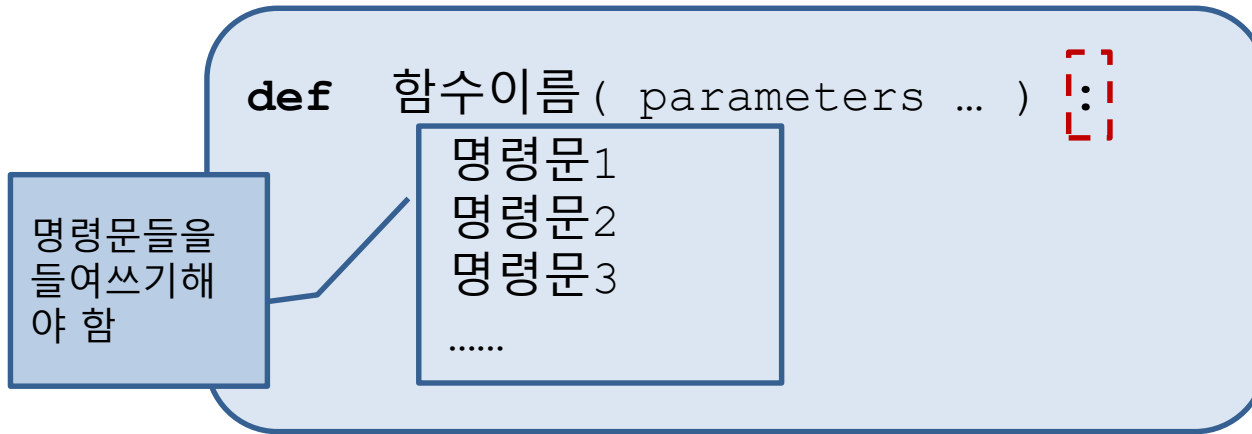 def 함수이름( parameters … ) :
명령문1
명령문2
명령문3
……
명령문들을
들여쓰기해
야 함